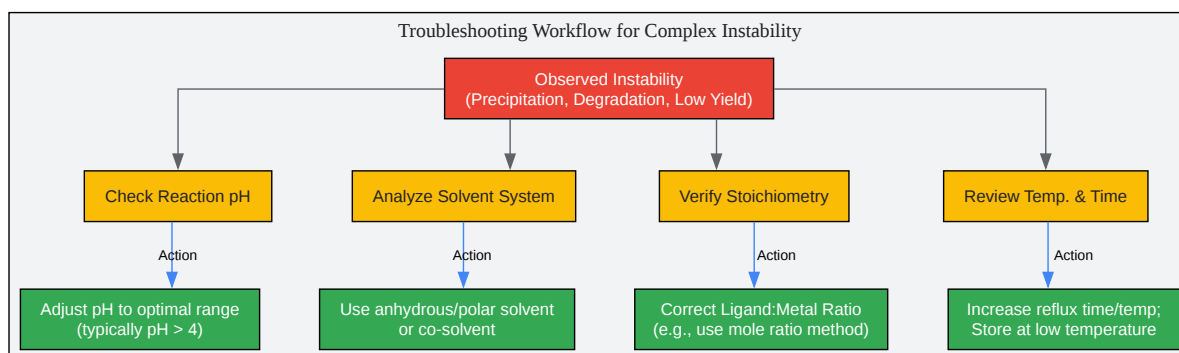 Troubleshooting Workflow for Complex Instability
Observed Instability
(Precipitation, Degradation, Low Yield)
Check Reaction pH
Analyze Solvent System
Verify Stoichiometry
Review Temp. & Time
Action
Action
Action
Action
Adjust pH to optimal range
(typically pH > 4)
Use anhydrous/polar solvent
or co-solvent
Correct Ligand:Metal Ratio
(e.g., use mole ratio method)
Increase reflux time/temp;
Store at low temperature